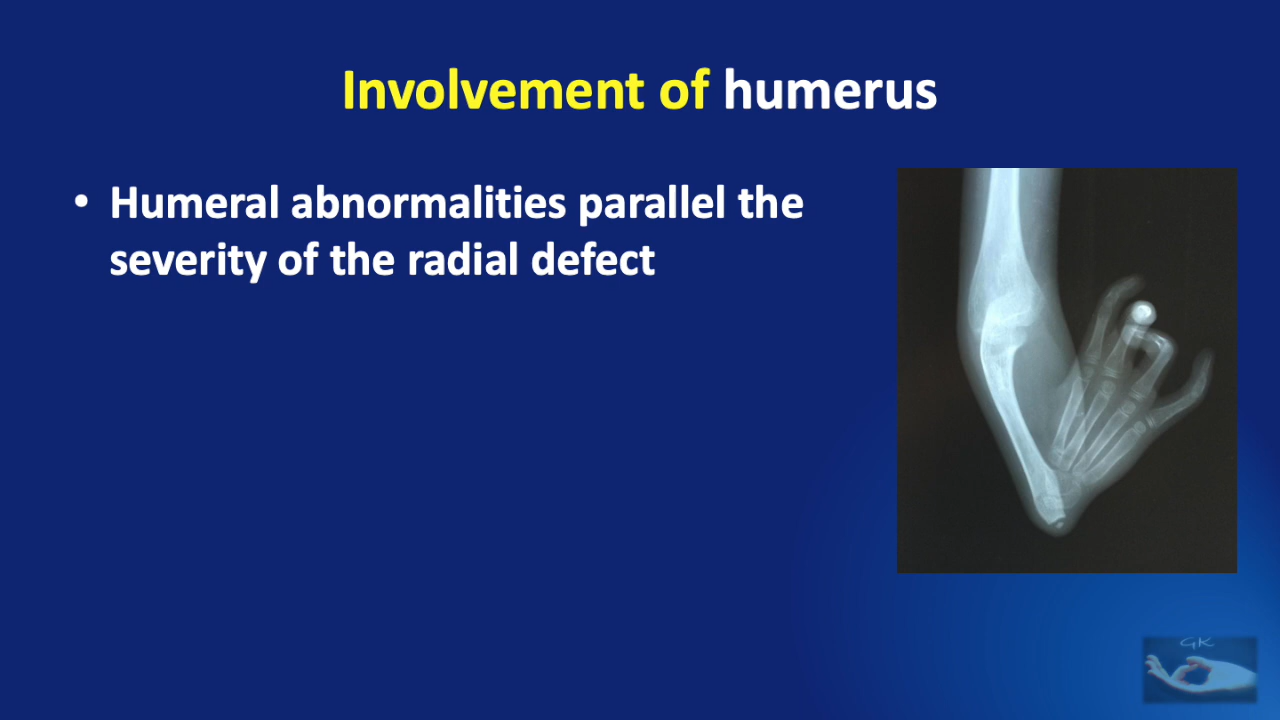 Involvement of humerus
• Humeral abnormalities parallel the
severity of the radial defect
GK